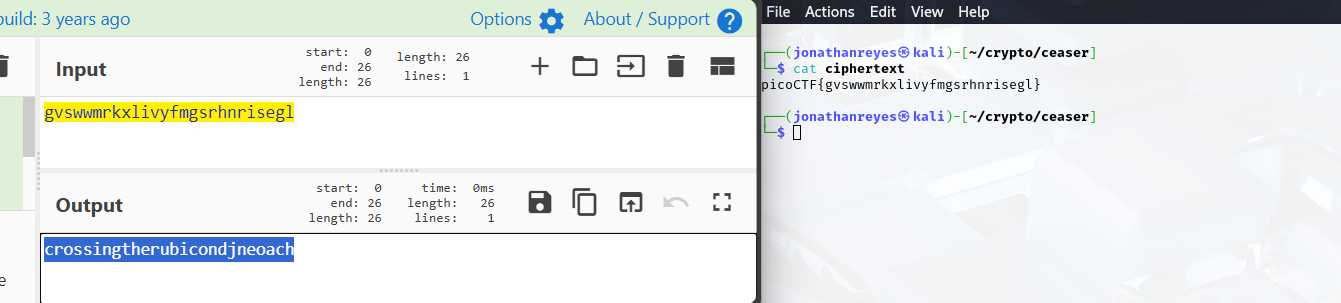 build: 3 years ago
Options
About / Support
Input
start: 0
end: 26
length: 26
length: 26
lines: 1
gvswwmrkxlivyfmgsrhnrisegl
Output
start: 0
end: 26
length: 26
time: 0ms
length: 26
lines: 1
crossingtherubicondjneoach
e
File Actions Edit View Help
┌──(jonathanreyes㉿kali)-[~/crypto/ceaser]
└─$ cat ciphertext
picoCTF{gvswwmrkxlivyfmgsrhnrisegl}
┌──(jonathanreyes㉿kali)-[~/crypto/ceaser]
└─$